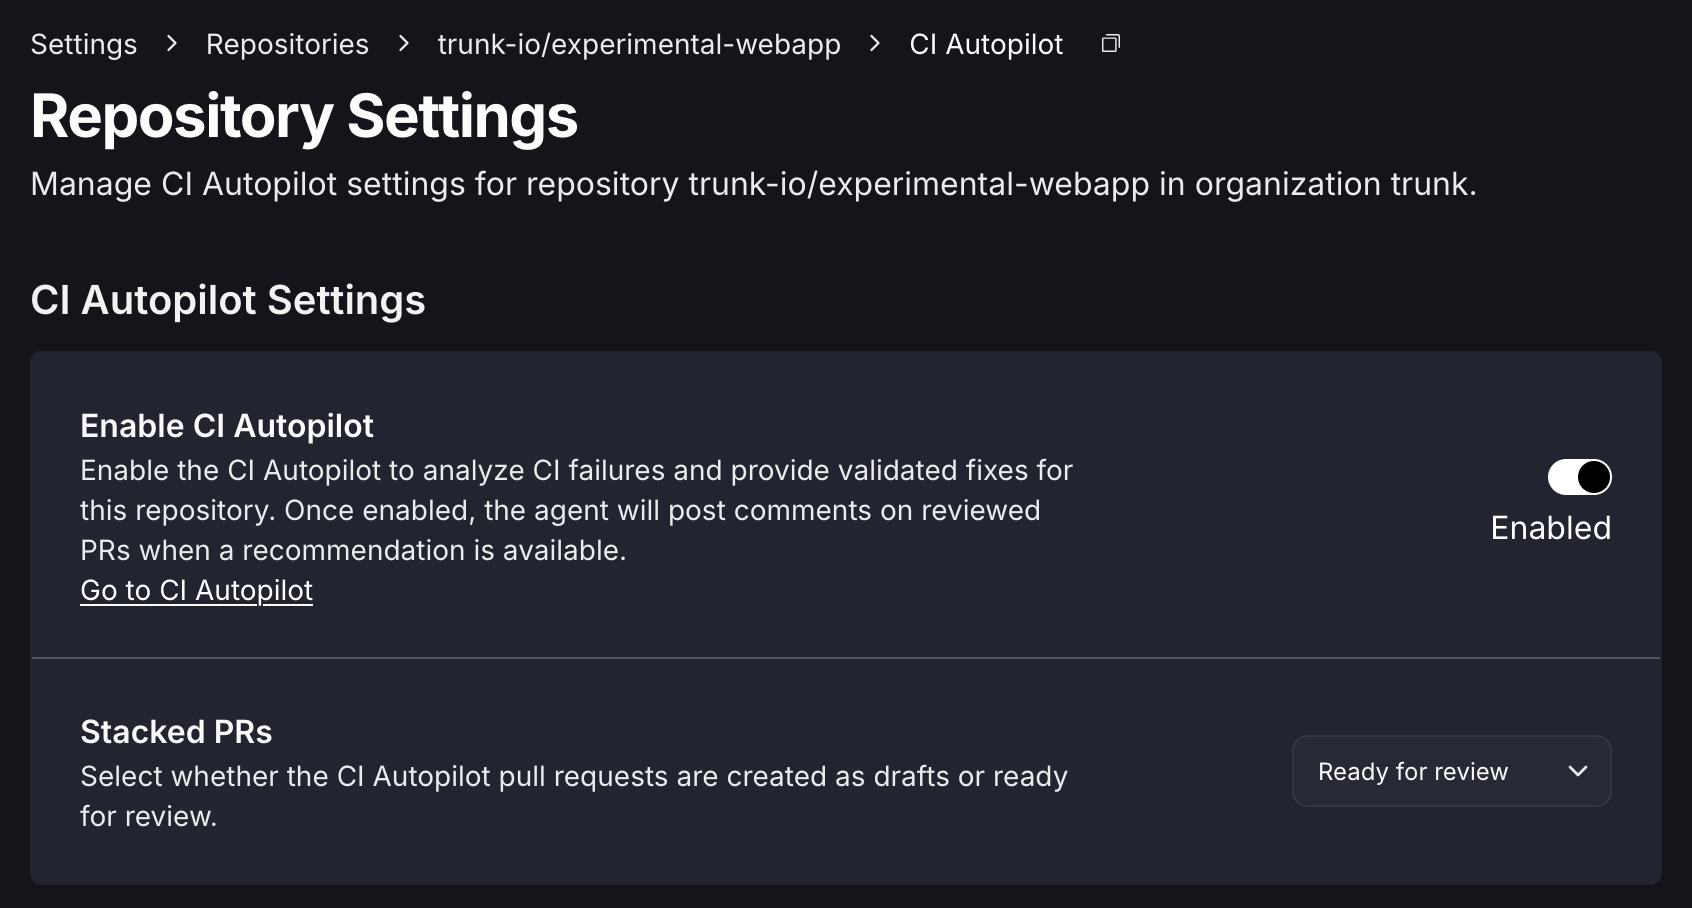 Settings > Repositories > trunk-io/experimental-webapp > CI Autopilot
Repository Settings
Manage CI Autopilot settings for repository trunk-io/experimental-webapp in organization trunk.
CI Autopilot Settings
Enable CI Autopilot
Enable the CI Autopilot to analyze CI failures and provide validated fixes for
this repository. Once enabled, the agent will post comments on reviewed
PRs when a recommendation is available.
Go to CI Autopilot
Enabled
Stacked PRs
Select whether the CI Autopilot pull requests are created as drafts or ready
for review.
Ready for review